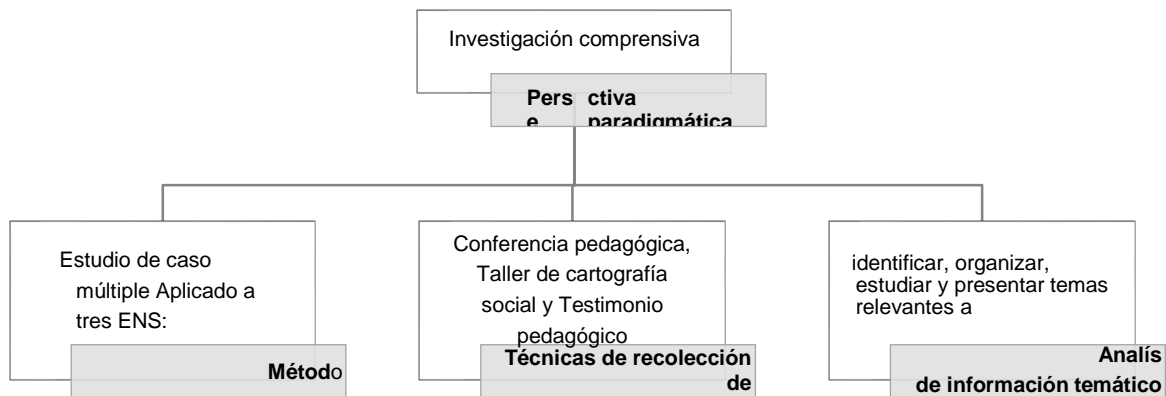 Investigación comprensiva
Pers ctiva
e paradigmática
Estudio de caso
múltiple Aplicado a
tres ENS:
Método
Conferencia pedagógica,
Taller de cartografía
social y Testimonio
pedagógico
Técnicas de recolección
de
identificar, organizar,
estudiar y presentar temas
relevantes a
Analís
de información temático